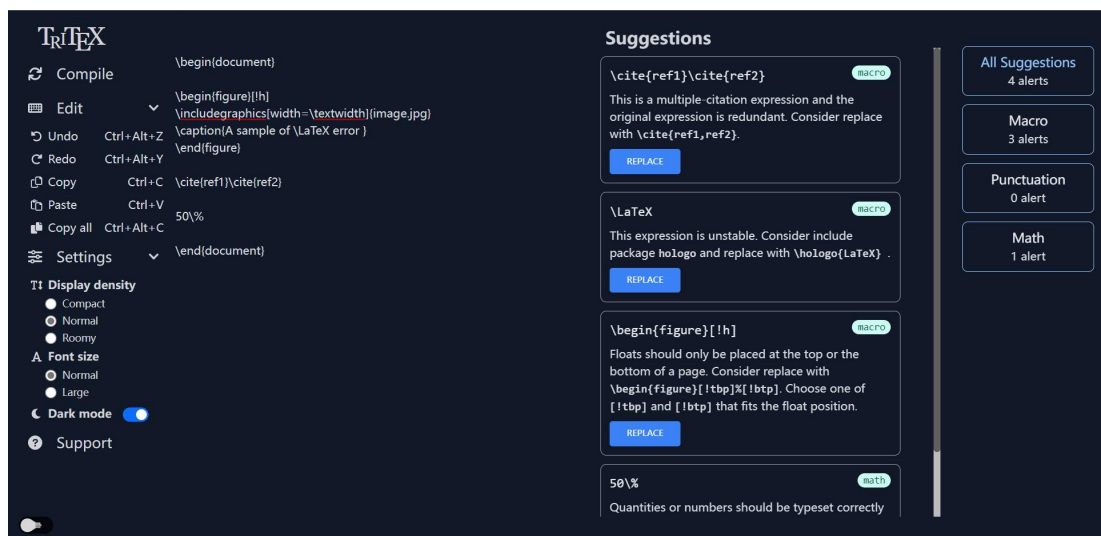 TRITEX
Compile
Edit
Undo Ctrl+Alt+Z
Redo Ctrl+Alt+Y
Copy Ctrl+C
Paste Ctrl+V
Copy all Ctrl+Alt+C
Settings
Display density
Compact
Normal
Roomy
Font size
Normal
Large
Dark mode
Support
\begin{document}
\begin{figure}[!h]
\includegraphics[width=\textwidth]{image.jpg}
\caption{A sample of \LaTeX error }
\end{figure}
\cite{ref1}\cite{ref2}
50\%
\end{document}
Suggestions
\cite{ref1}\cite{ref2} macro
This is a multiple-citation expression and the
original expression is redundant. Consider replace
with \cite{ref1,ref2}.
REPLACE
\LaTeX macro
This expression is unstable. Consider include
package hologo and replace with \hologo{LaTeX} .
REPLACE
\begin{figure}[!h] macro
Floats should only be placed at the top or the
bottom of a page. Consider replace with
\begin{figure}[!tbp]%[!btp]. Choose one of
[!tbp] and [!btp] that fits the float position.
REPLACE
50\% math
Quantities or numbers should be typeset correctly
All Suggestions
4 alerts
Macro
3 alerts
Punctuation
0 alert
Math
1 alert